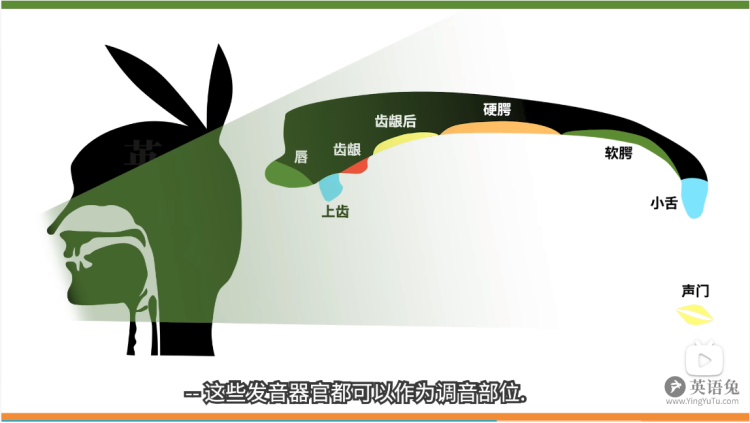 英
唇
齿龈
齿龈后
硬腭
软腭
上齿
小舌
声门
-- 这些发音器官都可以作为调音部位.
英语兔
www.YingYuTu.com